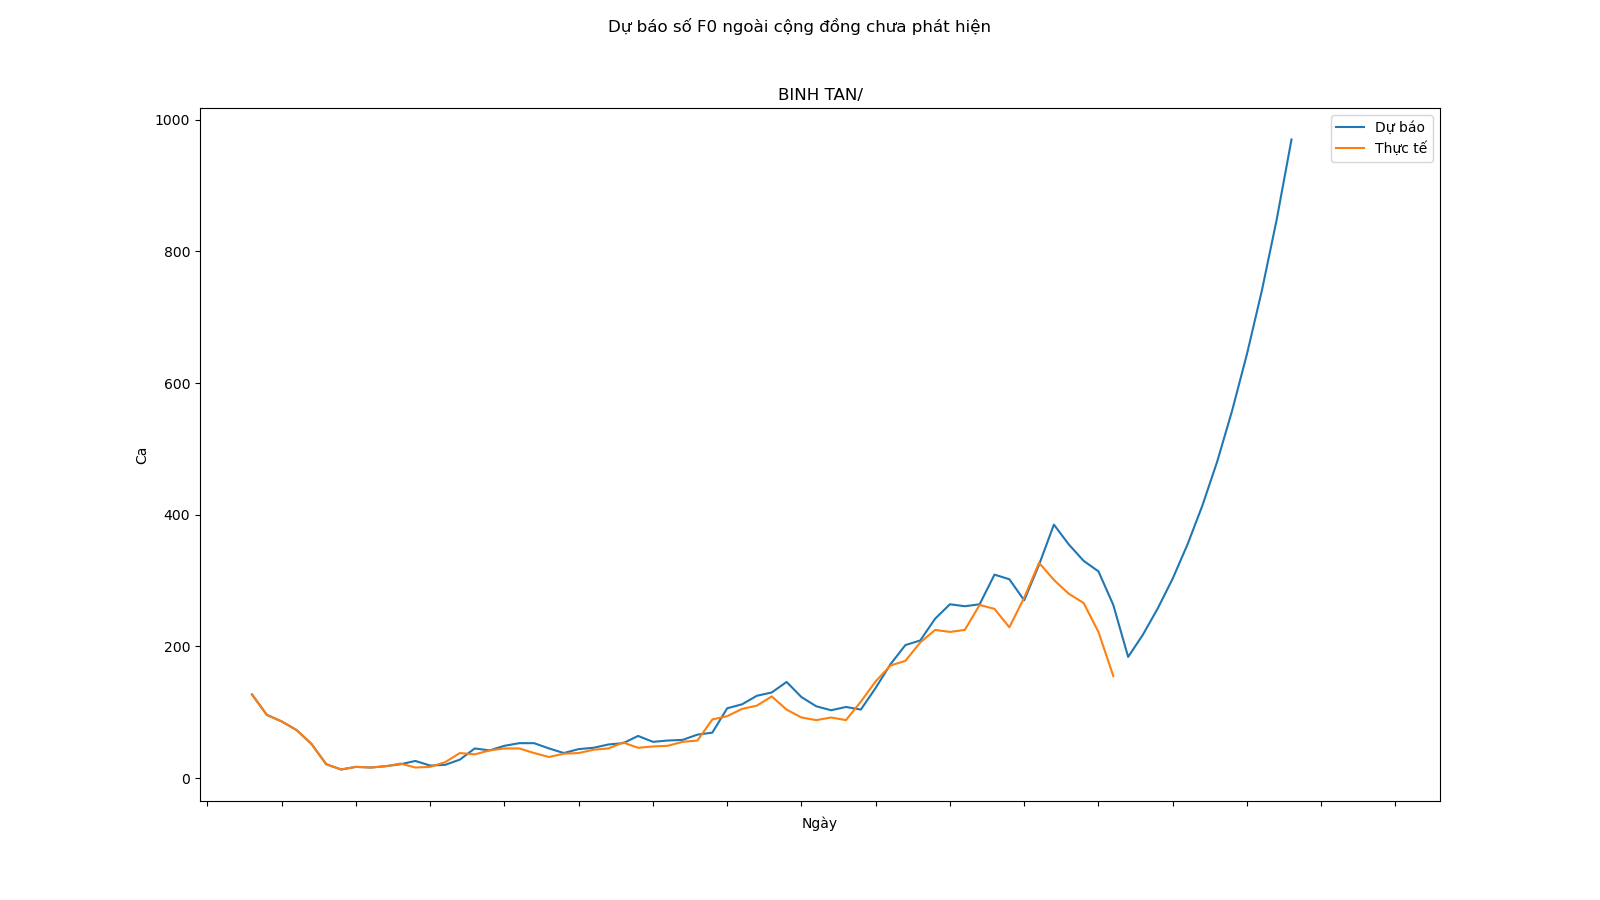 Dự báo số F0 ngoài cộng đồng chưa phát hiện
BINH TAN/
Dự báo
Thực tế
1000
800
600
400
200
0
Ca
Ngày